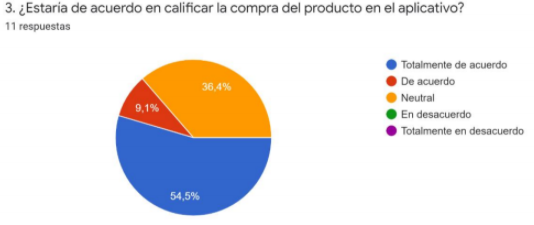 3. ¿Estaría de acuerdo en calificar la compra del producto en el aplicativo?
11 respuestas
36,4%
9,1%
54,5%
Totalmente de acuerdo
De acuerdo
Neutral
En desacuerdo
Totalmente en desacuerdo